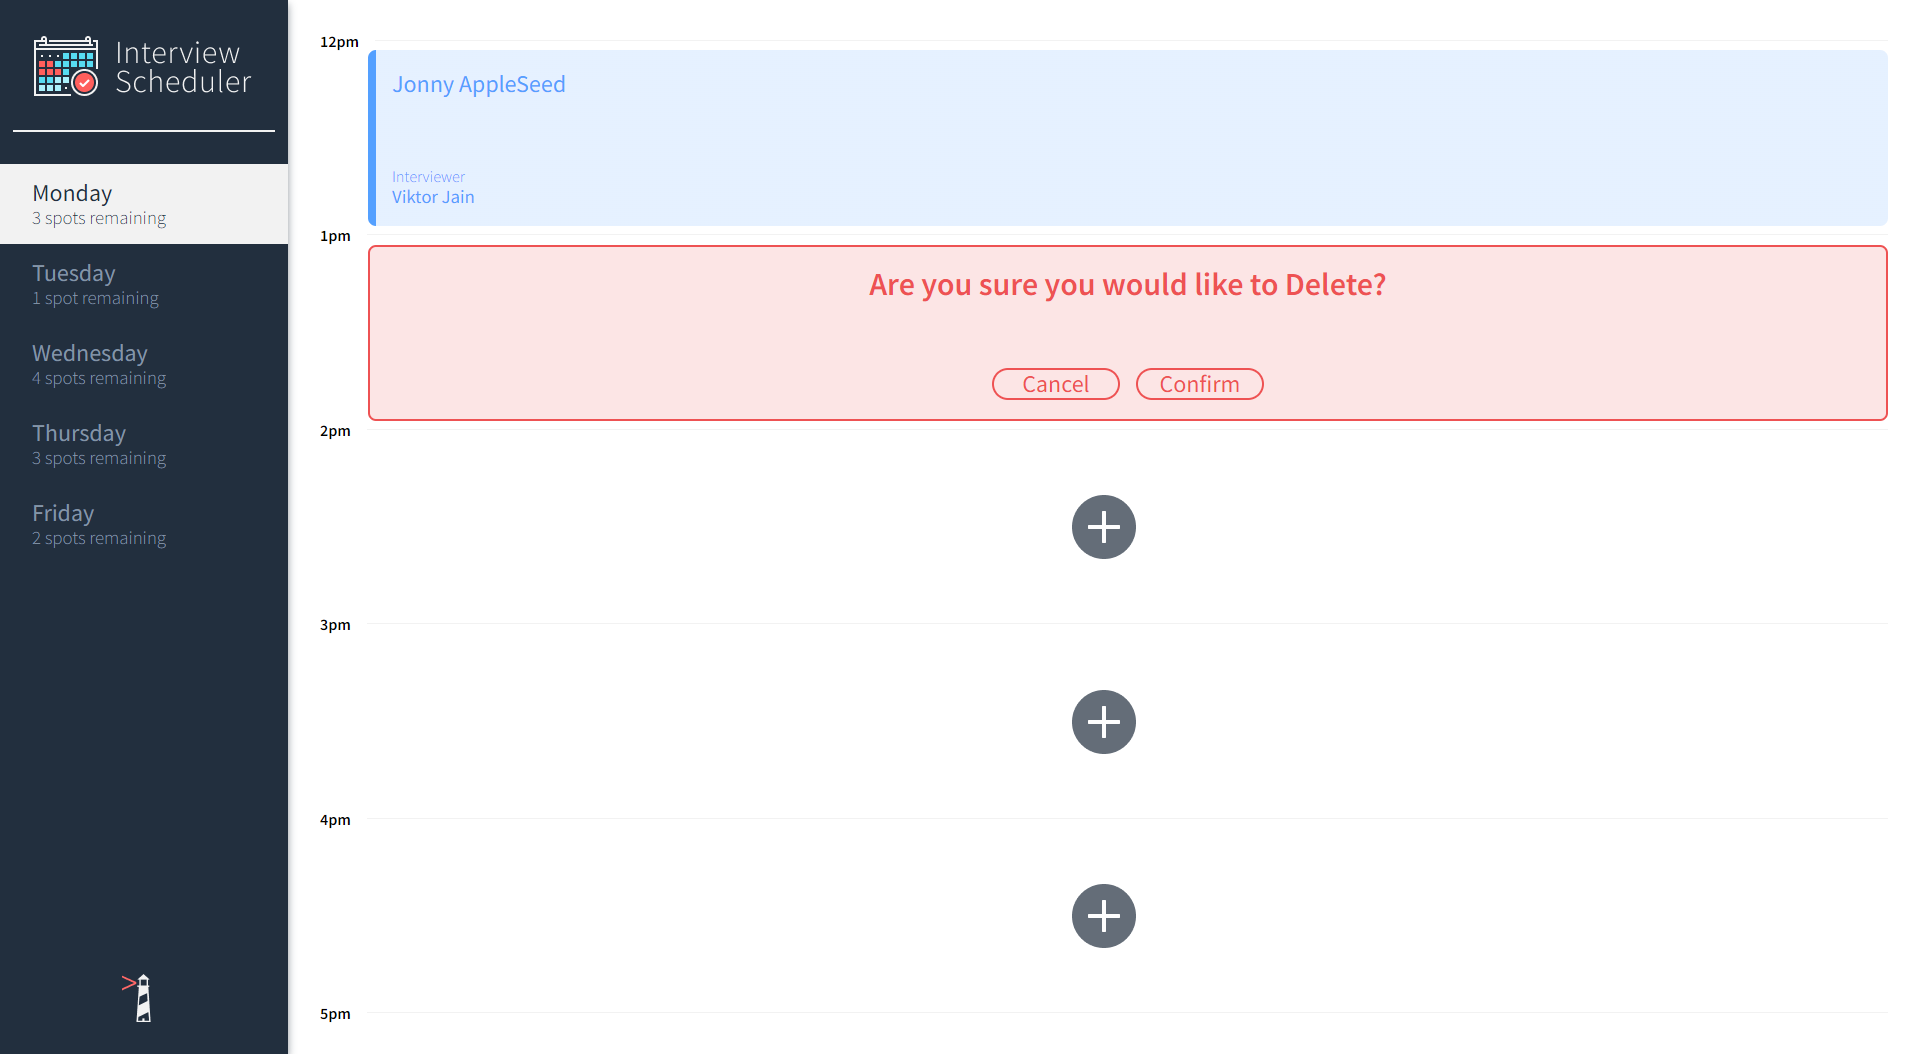 Interview
Scheduler
Monday
3 spots remaining
Tuesday
1 spot remaining
Wednesday
4 spots remaining
Thursday
3 spots remaining
Friday
2 spots remaining
12pm
Jonny AppleSeed
Interviewer
Viktor Jain
1pm
Are you sure you would like to Delete?
Cancel Confirm
2pm
3pm
4pm
5pm